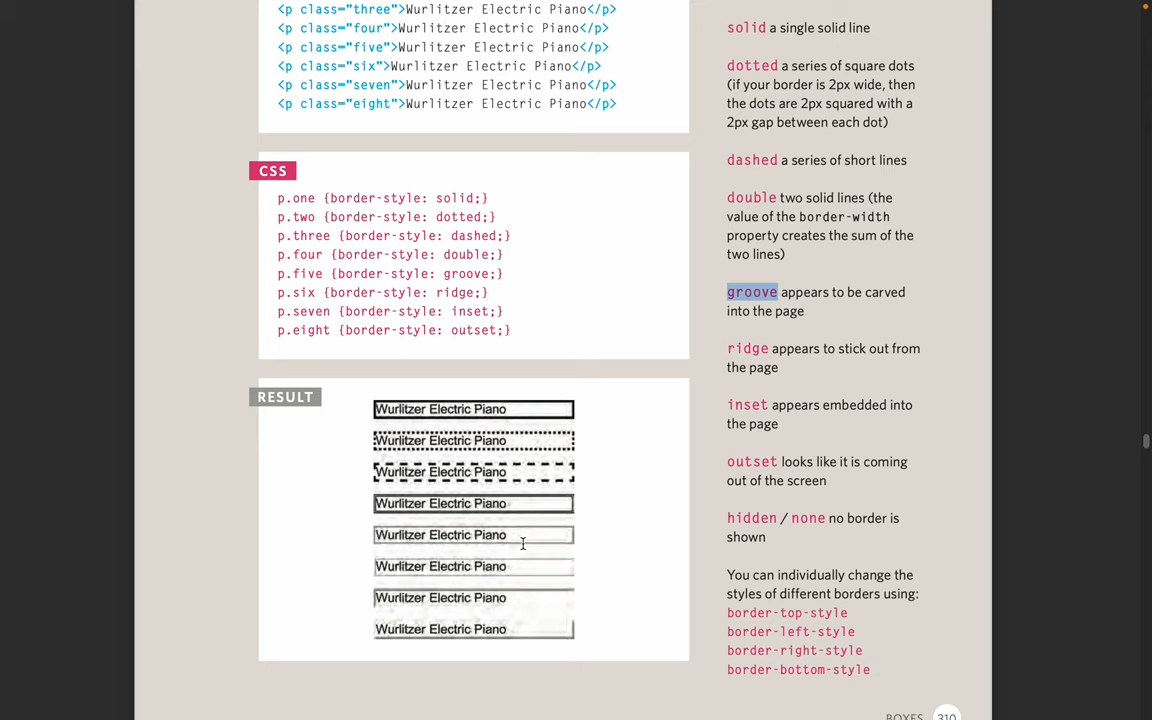 <p class="three">Wurlitzer Electric Piano</p>
<p class="four">Wurlitzer Electric Piano</p>
<p class="five">Wurlitzer Electric Piano</p>
<p class="six">Wurlitzer Electric Piano</p>
<p class="seven">Wurlitzer Electric Piano</p>
<p class="eight">Wurlitzer Electric Piano</p>
CSS
p.one {border-style: solid;}
p.two {border-style: dotted;}
p.three {border-style: dashed;}
p.four {border-style: double;}
p.five {border-style: groove;}
p.six {border-style: ridge;}
p.seven {border-style: inset;}
p.eight {border-style: outset;}
RESULT
Wurlitzer Electric Piano
Wurlitzer Electric Piano
Wurlitzer Electric Piano
Wurlitzer Electric Piano
Wurlitzer Electric Piano
Wurlitzer Electric Piano
Wurlitzer Electric Piano
Wurlitzer Electric Piano
solid a single solid line
dotted a series of square dots
(if your border is 2px wide, then
the dots are 2px squared with a
2px gap between each dot)
dashed a series of short lines
double two solid lines (the
value of the border-width
property creates the sum of the
two lines)
groove appears to be carved
into the page
ridge appears to stick out from
the page
inset appears embedded into
the page
outset looks like it is coming
out of the screen
hidden / none no border is
shown
You can individually change the
styles of different borders using:
border-top-style
border-left-style
border-right-style
border-bottom-style
BOXES 310